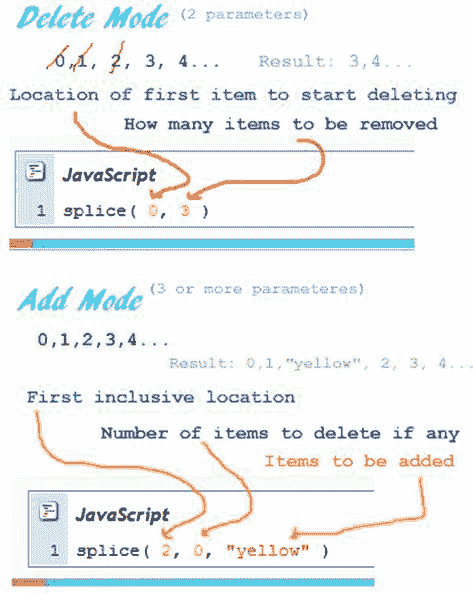 Delete Mode (2 parameters)
0,1, 2, 3, 4... Result: 3,4...
Location of first item to start deleting
How many items to be removed
JavaScript
1 splice( 0, 3 )
Add Mode (3 or more parameteres)
0,1,2,3,4...
Result: 0,1,"yellow", 2, 3, 4...
First inclusive location
Number of items to delete if any
Items to be added
JavaScript
1 splice( 2, 0, "yellow" )